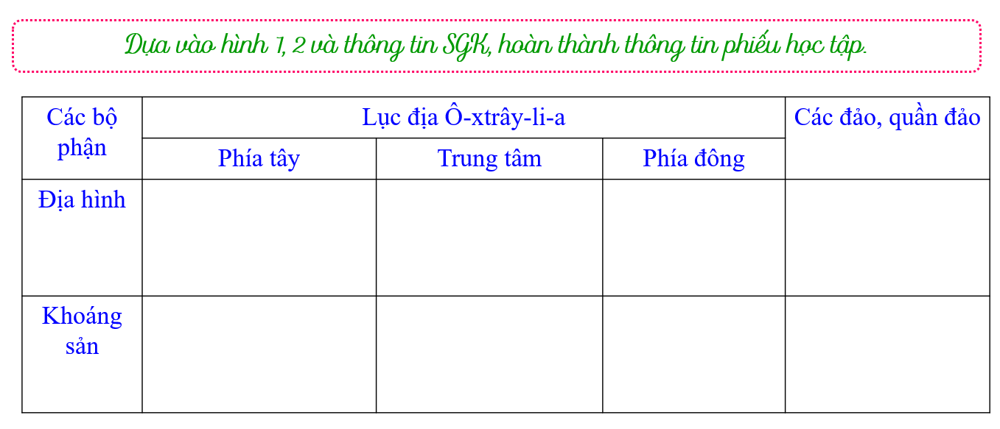 Dựa vào hình 1, 2 và thông tin SGK, hoàn thành thông tin phiếu học tập.
Các bộ phận
Lục địa Ô-xtrây-li-a
Các đảo, quần đảo
Phía tây
Trung tâm
Phía đông
Địa hình
Khoáng sản